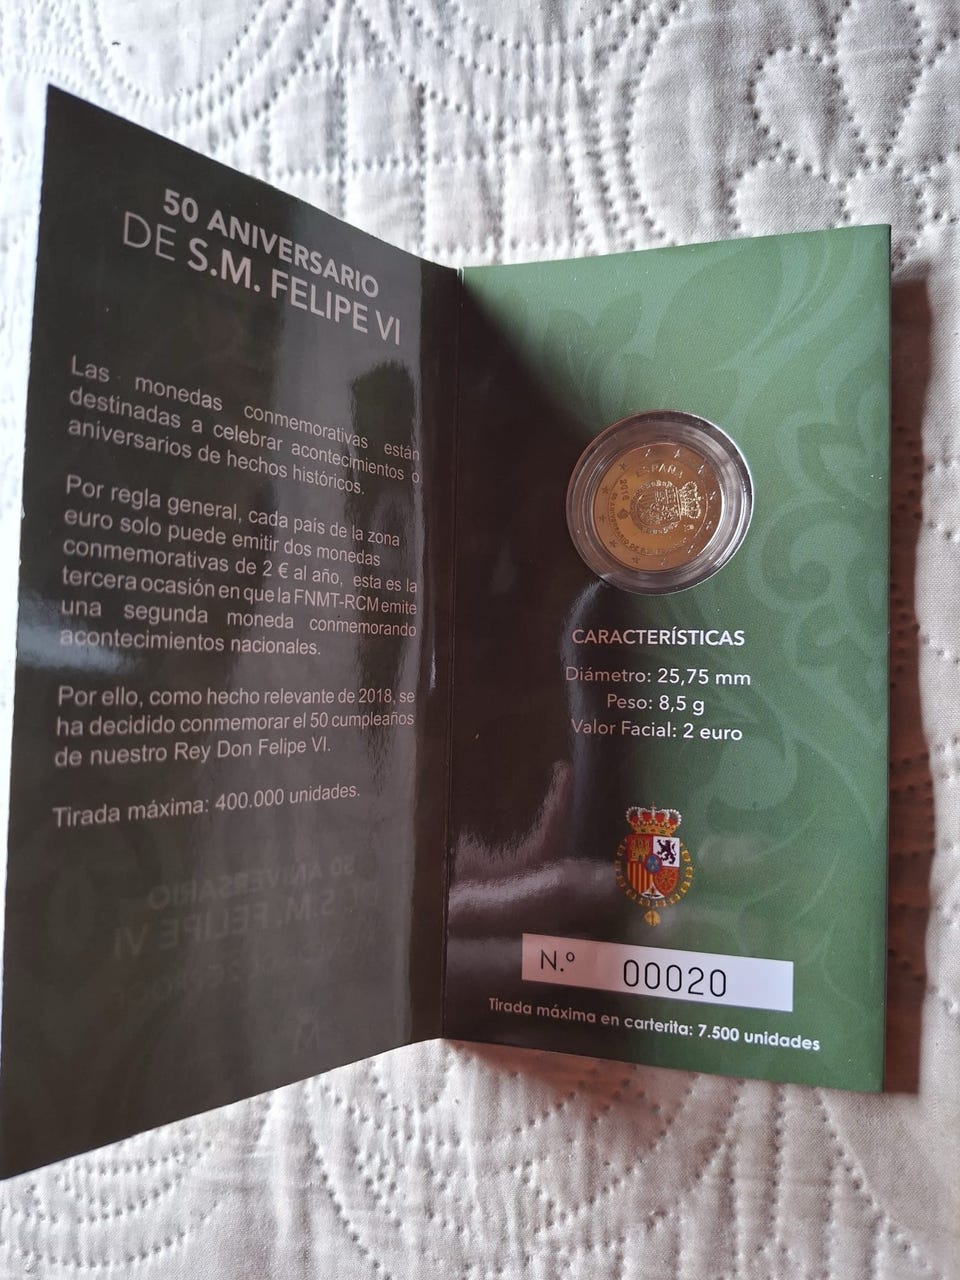 50 ANIVERSARIO
DE S.M. FELIPE VI
Las monedas conmemorativas están
destinadas a celebrar acontecimientos o
aniversarios de hechos históricos.
Por regla general, cada país de la zona
euro solo puede emitir dos monedas
conmemorativas de 2 € al año, esta es la
tercera ocasión en que la FNMT-RCM emite
una segunda moneda conmemorando
acontecimientos nacionales.
Por ello, como hecho relevante de 2018, se
ha decidido conmemorar el 50 cumpleaños
de nuestro Rey Don Felipe VI.
Tirada máxima: 400.000 unidades.
ESPAÑA
2018
CARACTERÍSTICAS
Diámetro: 25,75 mm
Peso: 8,5 g
Valor Facial: 2 euro
N.º 00020
Tirada máxima en carterita: 7.500 unidades